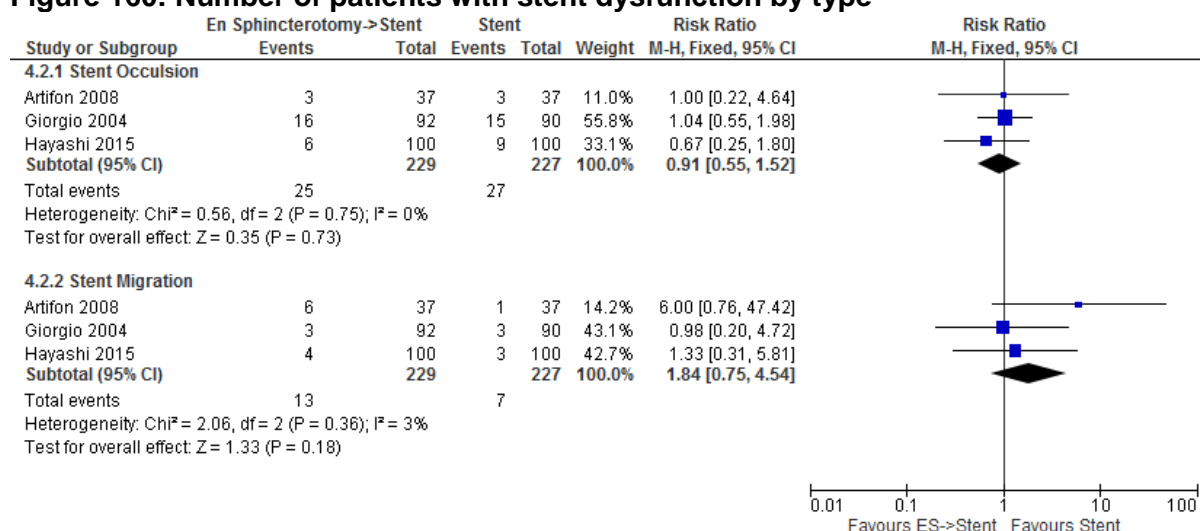 Figure 160: Number of patients with stent dysfunction by type
En Sphincterotomy->Stent Stent Risk Ratio Risk Ratio
Study or Subgroup Events Total Events Total Weight M-H, Fixed, 95% CI M-H, Fixed, 95% CI
4.2.1 Stent Occulsion
Artifon 2008 3 37 3 37 11.0% 1.00 [0.22, 4.64]
Giorgio 2004 16 92 15 90 55.8% 1.04 [0.55, 1.98]
Hayashi 2015 6 100 9 100 33.1% 0.67 [0.25, 1.80]
Subtotal (95% CI) 229 227 100.0% 0.91 [0.55, 1.52]
Total events 25 27
Heterogeneity: Chi² = 0.56, df = 2 (P = 0.75); I² = 0%
Test for overall effect: Z = 0.35 (P = 0.73)
4.2.2 Stent Migration
Artifon 2008 6 37 1 37 14.2% 6.00 [0.76, 47.42]
Giorgio 2004 3 92 3 90 43.1% 0.98 [0.20, 4.72]
Hayashi 2015 4 100 3 100 42.7% 1.33 [0.31, 5.81]
Subtotal (95% CI) 229 227 100.0% 1.84 [0.75, 4.54]
Total events 13 7
Heterogeneity: Chi² = 2.06, df = 2 (P = 0.36); I² = 3%
Test for overall effect: Z = 1.33 (P = 0.18)
0.01 0.1 1 10 100
Favours ES->Stent Favours Stent